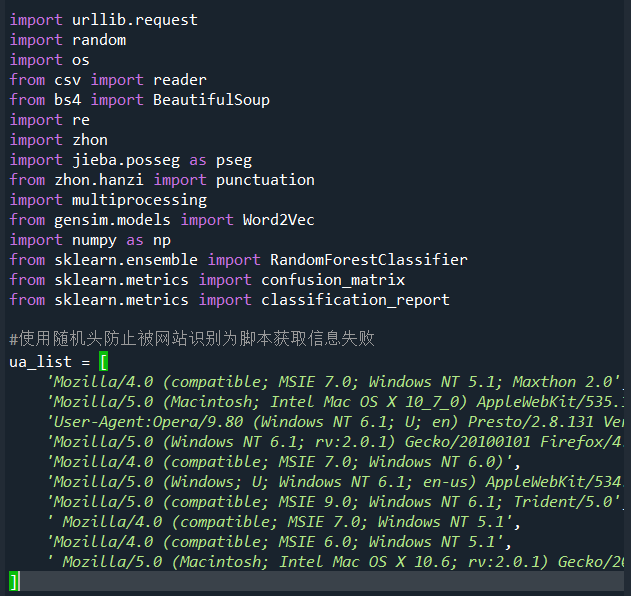 import urllib.request
import random
import os
from csv import reader
from bs4 import BeautifulSoup
import re
import zhon
import jieba.posseg as pseg
from zhon.hanzi import punctuation
import multiprocessing
from gensim.models import Word2Vec
import numpy as np
from sklearn.ensemble import RandomForestClassifier
from sklearn.metrics import confusion_matrix
from sklearn.metrics import classification_report
#使用随机头防止被网站识别为脚本获取信息失败
ua_list = [
'Mozilla/4.0 (compatible; MSIE 7.0; Windows NT 5.1; Maxthon 2.0'
'Mozilla/5.0 (Macintosh; Intel Mac OS X 10_7_0) AppleWebKit/535.
'User-Agent:Opera/9.80 (Windows NT 6.1; U; en) Presto/2.8.131 Ver
'Mozilla/5.0 (Windows NT 6.1; rv:2.0.1) Gecko/20100101 Firefox/4.
'Mozilla/4.0 (compatible; MSIE 7.0; Windows NT 6.0)',
'Mozilla/5.0 (Windows; U; Windows NT 6.1; en-us) AppleWebKit/534.
'Mozilla/5.0 (compatible; MSIE 9.0; Windows NT 6.1; Trident/5.0'
' Mozilla/4.0 (compatible; MSIE 7.0; Windows NT 5.1',
'Mozilla/4.0 (compatible; MSIE 6.0; Windows NT 5.1',
' Mozilla/5.0 (Macintosh; Intel Mac OS X 10.6; rv:2.0.1) Gecko/20
]